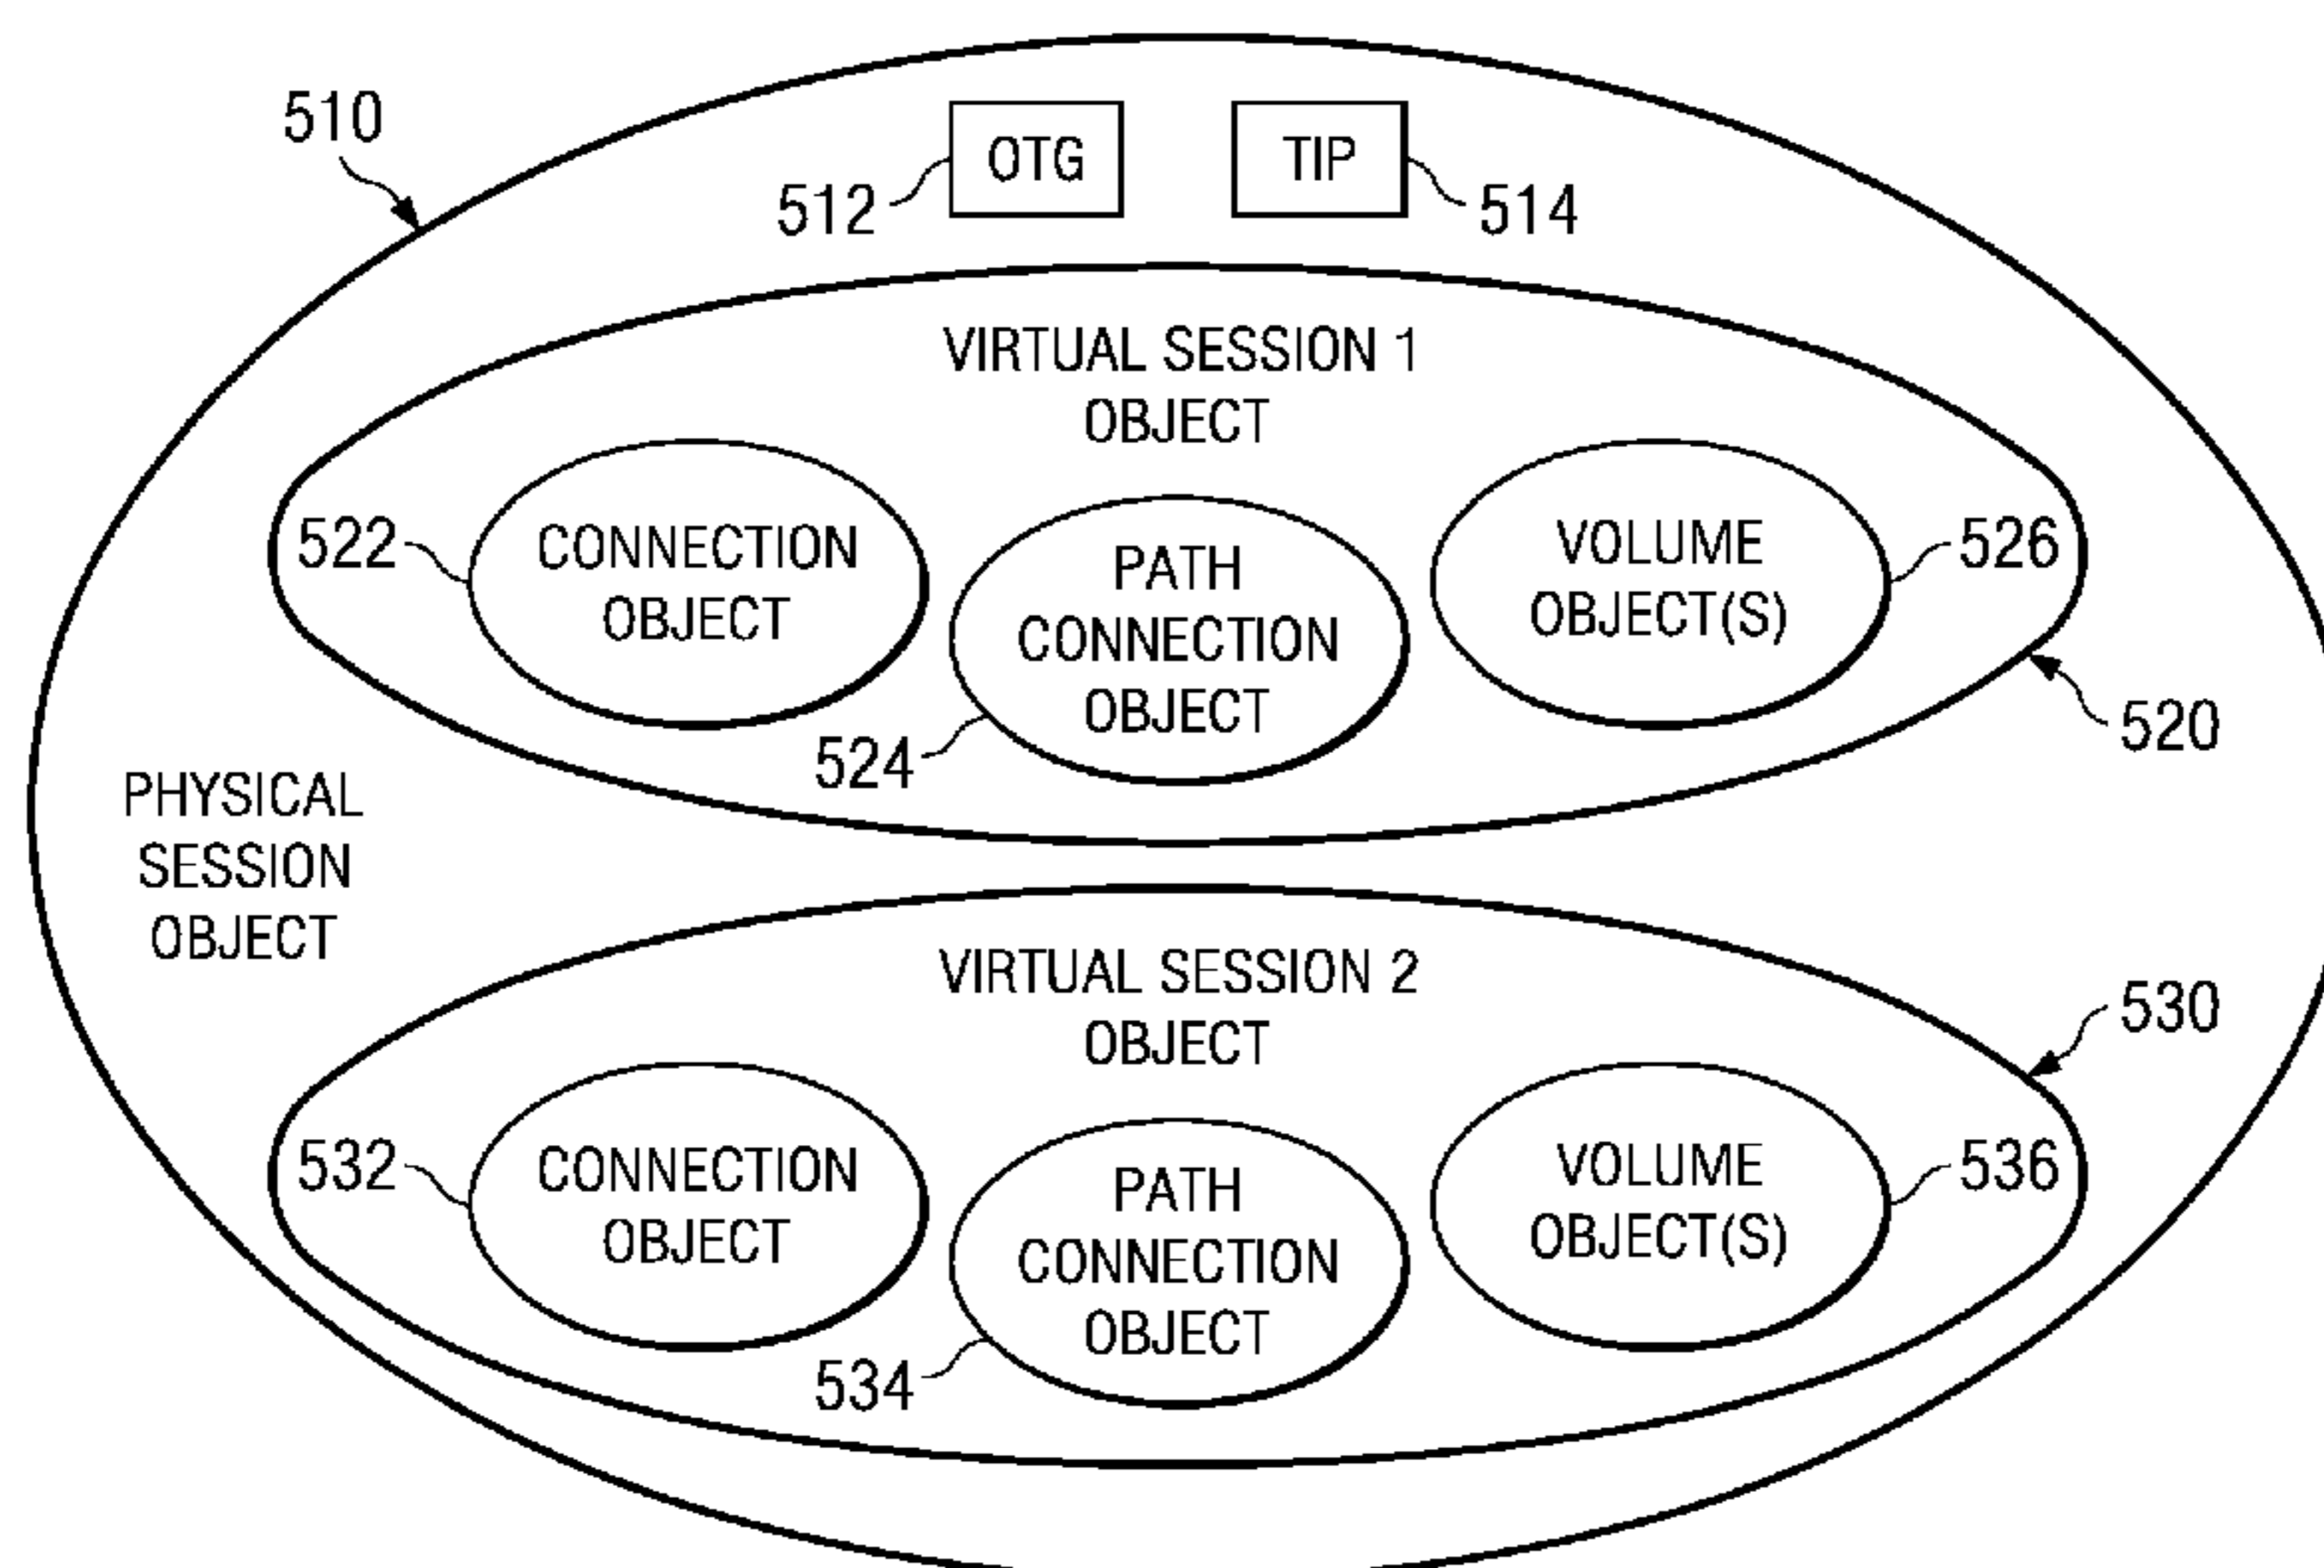 510
OTG
TIP
512
514
VIRTUAL SESSION 1
OBJECT
522
CONNECTION
OBJECT
PATH
CONNECTION
OBJECT
524
VOLUME
OBJECT(S)
526
520
PHYSICAL
SESSION
OBJECT
VIRTUAL SESSION 2
OBJECT
530
532
CONNECTION
OBJECT
PATH
CONNECTION
OBJECT
534
VOLUME
OBJECT(S)
536